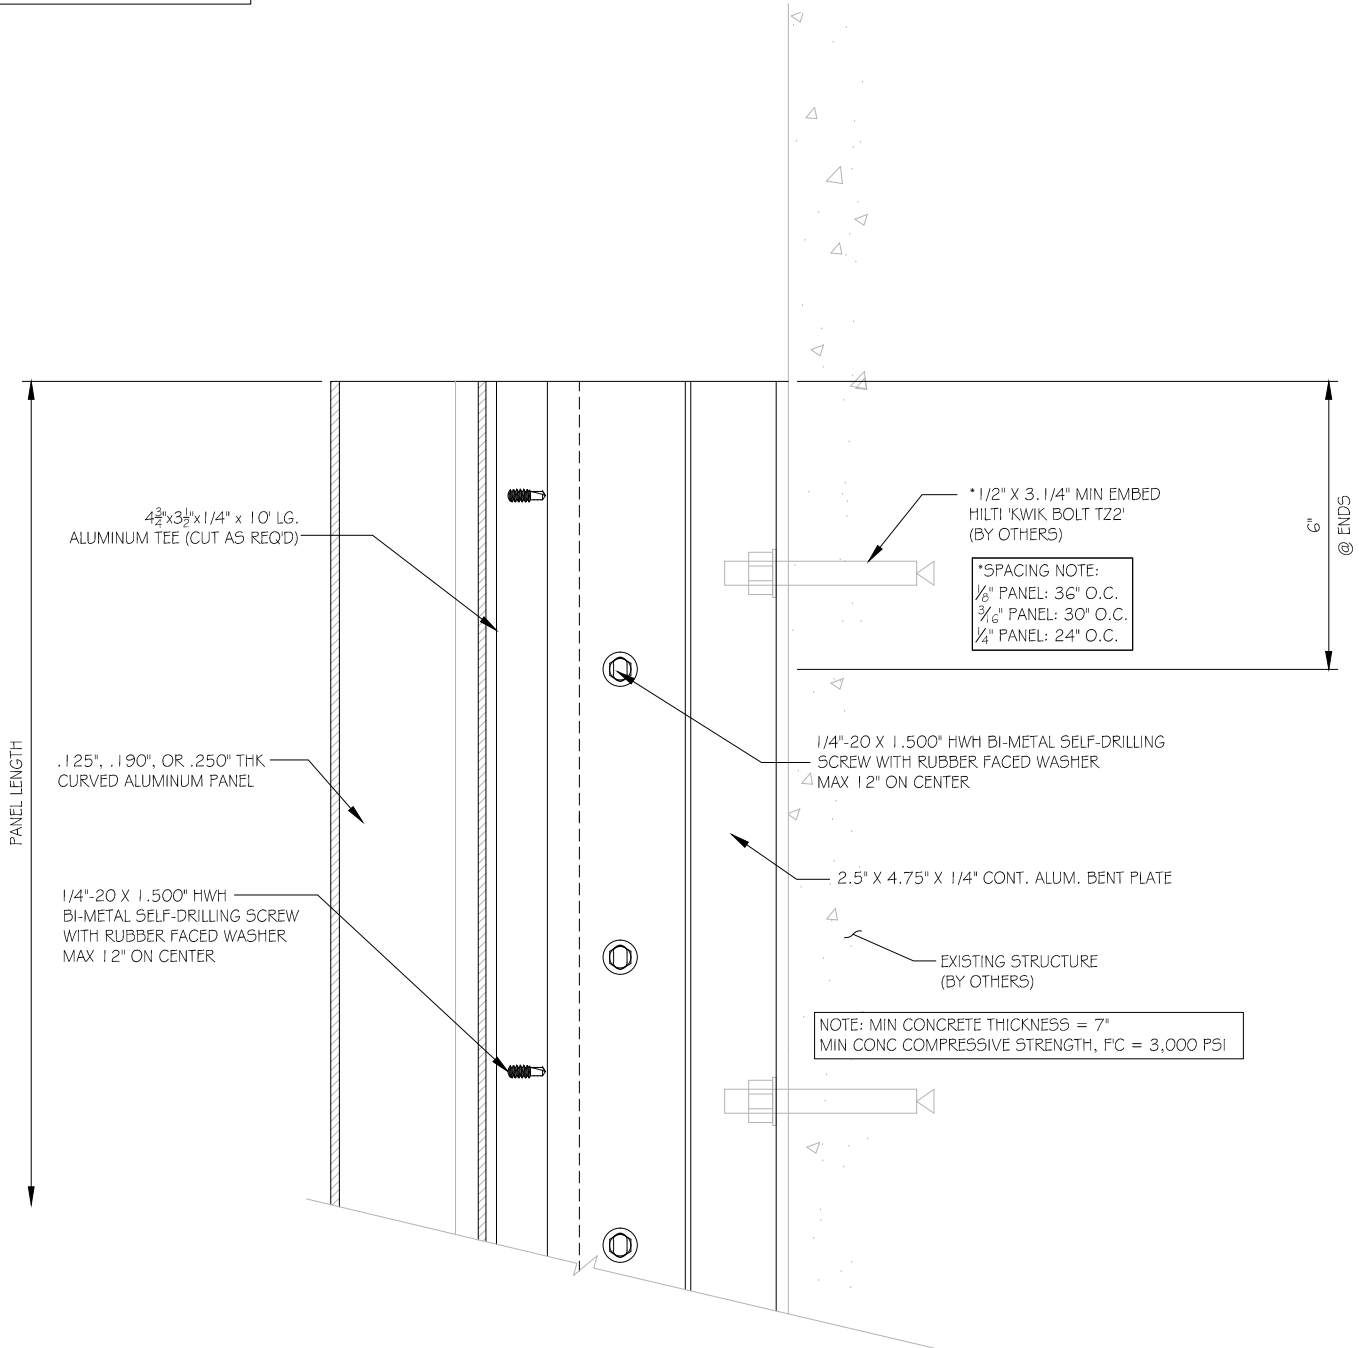 4 3/4"x3 1/2"x1/4" x 10' LG.
ALUMINUM TEE (CUT AS REQ'D)
*1/2" X 3.1/4" MIN EMBED
HILTI 'KWIK BOLT TZ2'
(BY OTHERS)
*SPACING NOTE:
1/8" PANEL: 36" O.C.
3/16" PANEL: 30" O.C.
1/4" PANEL: 24" O.C.
6"
@ ENDS
PANEL LENGTH
.125", .190", OR .250" THK
CURVED ALUMINUM PANEL
1/4"-20 X 1.500" HWH BI-METAL SELF-DRILLING
SCREW WITH RUBBER FACED WASHER
MAX 12" ON CENTER
2.5" X 4.75" X 1/4" CONT. ALUM. BENT PLATE
1/4"-20 X 1.500" HWH
BI-METAL SELF-DRILLING SCREW
WITH RUBBER FACED WASHER
MAX 12" ON CENTER
EXISTING STRUCTURE
(BY OTHERS)
NOTE: MIN CONCRETE THICKNESS = 7"
MIN CONC COMPRESSIVE STRENGTH, F'C = 3,000 PSI